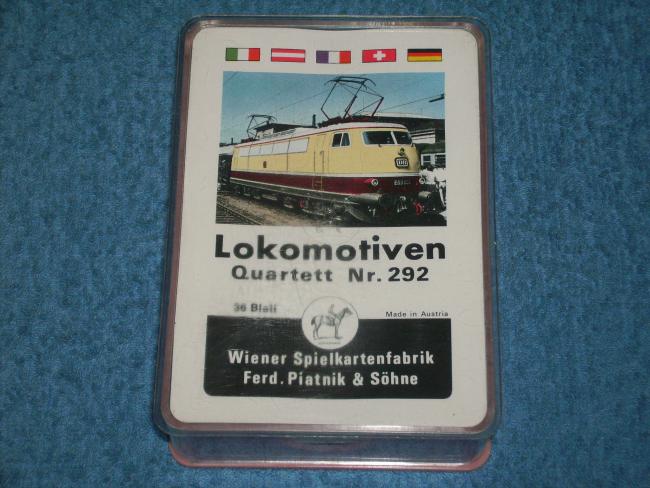 Lokomotiven
Quartett Nr. 292
36 Blatt
Made in Austria
Wiener Spielkartenfabrik
Ferd. Piatnik & Söhne